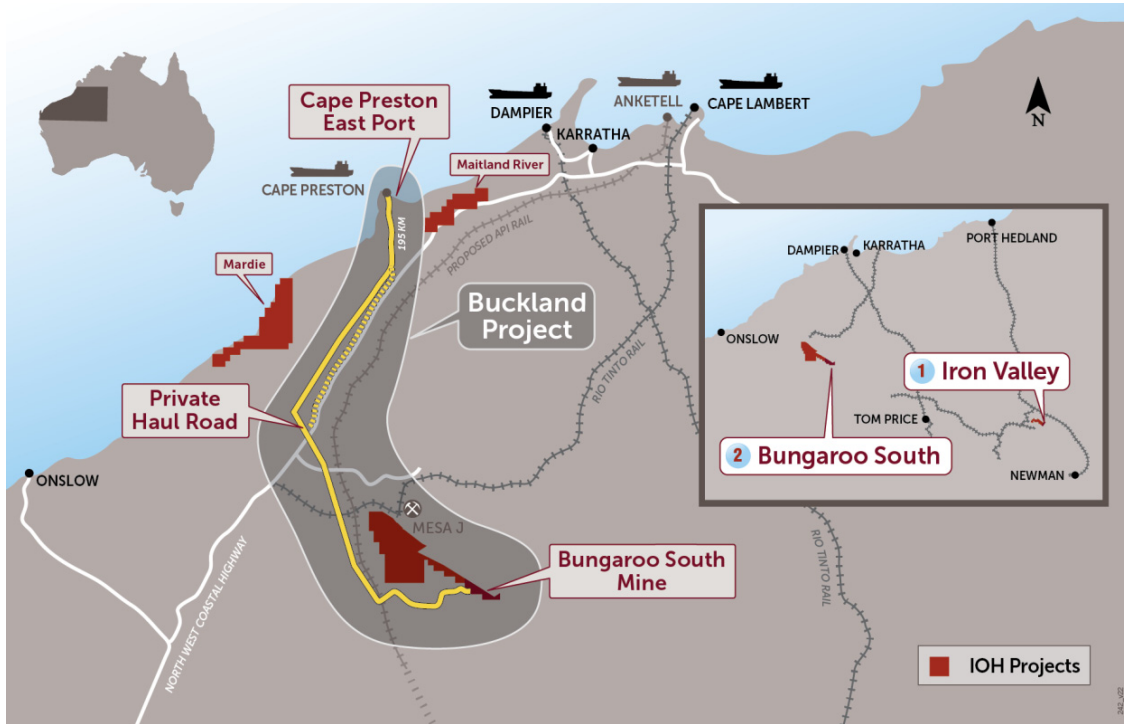 Cape Preston
East Port
DAMPIER
ANKETELL
CAPE LAMBERT
KARRATHA
N
Maitland River
CAPE PRESTON
195 KM
PROPOSED API RAIL
Mardie
Buckland
Project
RIO TINTO RAIL
Private
Haul Road
ONSLOW
MESA J
NORTH WEST COASTAL HIGHWAY
Bungaroo South
Mine
RIO TINTO RAIL
PORT HEDLAND
DAMPIER
KARRATHA
ONSLOW
1 Iron Valley
TOM PRICE
2 Bungaroo South
NEWMAN
IOH Projects
242_v22